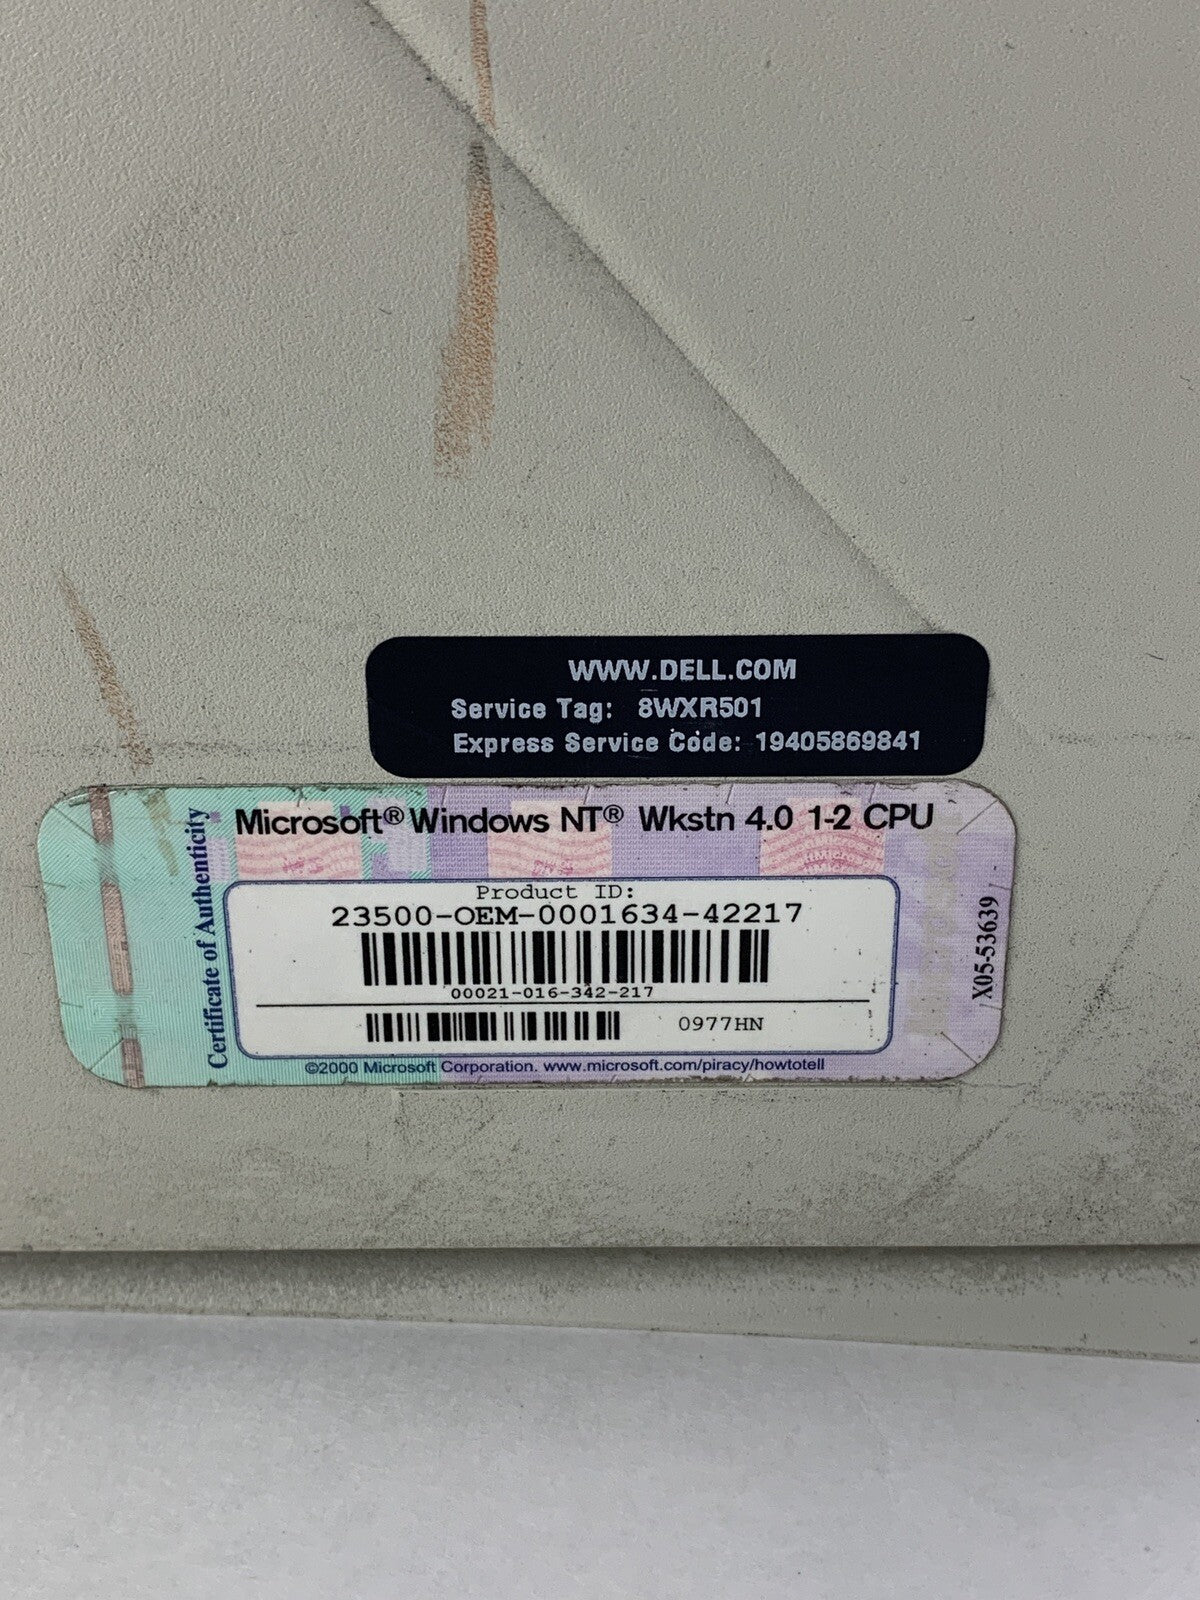 WWW.DELL.COM
Service Tag: 8WXR501
Express Service Code: 19405869841
Microsoft® Windows NT® Wkstn 4.0 1-2 CPU
Certificate of Authenticity
Product ID:
23500-OEM-0001634-42217
00021-016-342-217
0977HN
X05-53639
©2000 Microsoft Corporation. www.microsoft.com/piracy/howtotell